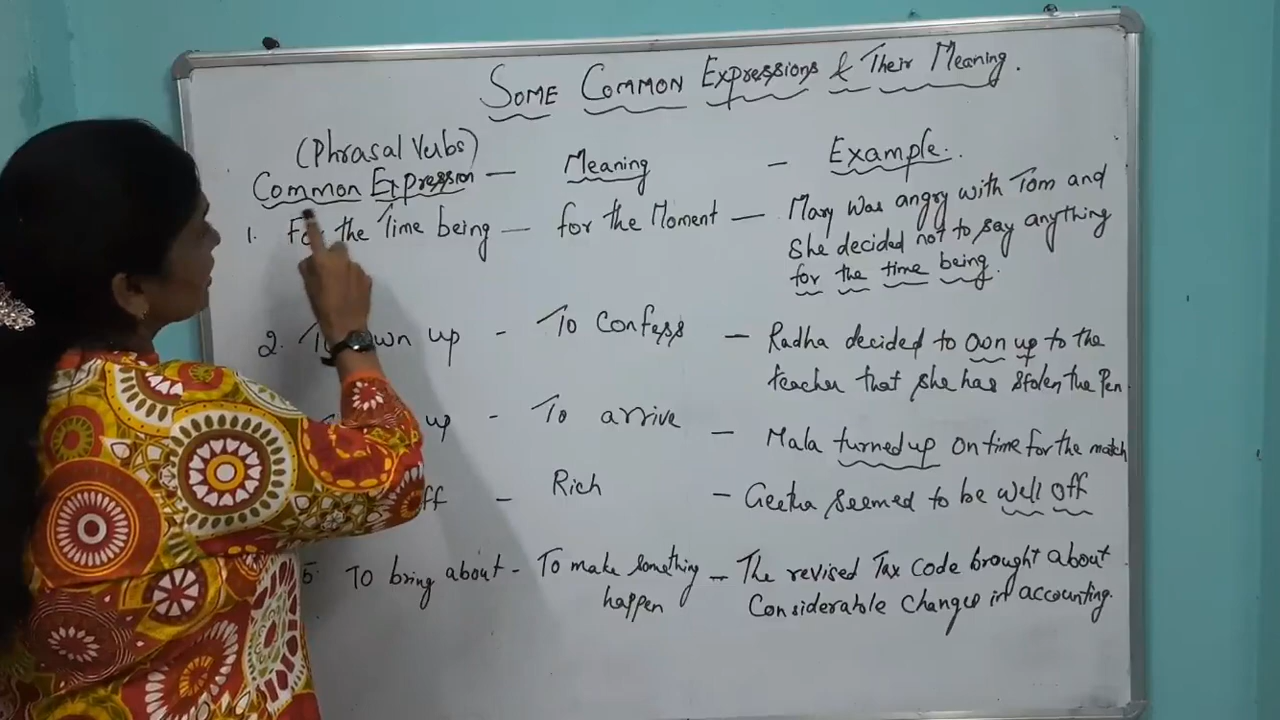 SOME COMMON Expressions & Their Meaning.
(Phrasal Verbs)
Common Expression - Meaning - Example.
1. For the Time being - for the Moment - Mary was angry with Tom and
she decided not to say anything
for the time being.
2. To own up - To Confess - Radha decided to own up to the
teacher that she has stolen the Pen
up - To arrive - Mala turned up on time for the match
off - Rich - Geetha seemed to be well off
5. To bring about - To make something - The revised Tax Code brought about
happen Considerable changes in accounting.